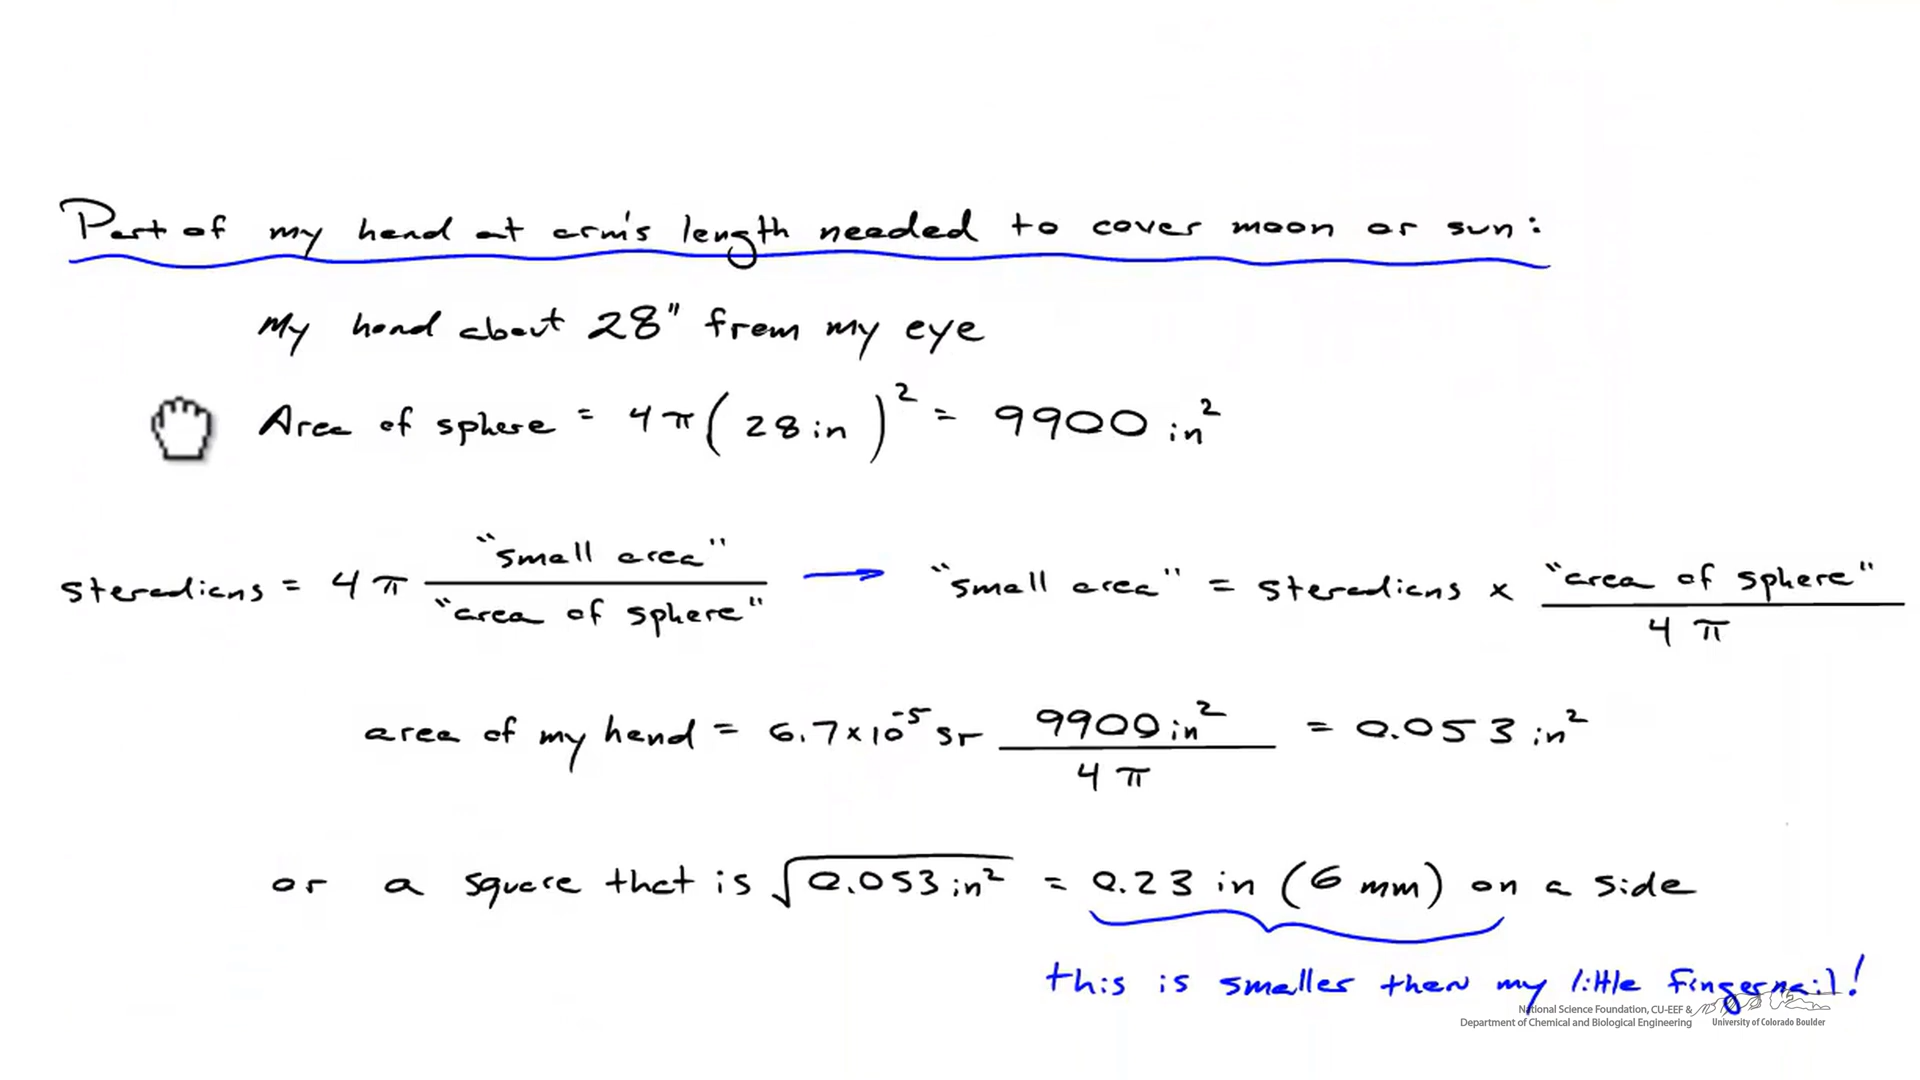 Part of my hand at arm's length needed to cover moon or sun:
My hand about 28" from my eye
Area of sphere = 4π(28 in)² = 9900 in²
steradians = 4π "small area" / "area of sphere" → "small area" = steradians x "area of sphere" / 4π
area of my hand = 6.7×10⁻⁵ sr 9900 in² / 4π = 0.053 in²
or a square that is √0.053 in² = 0.23 in (6 mm) on a side
this is smaller than my little fingernail!
National Science Foundation, CU-EEF &
Department of Chemical and Biological Engineering University of Colorado Boulder